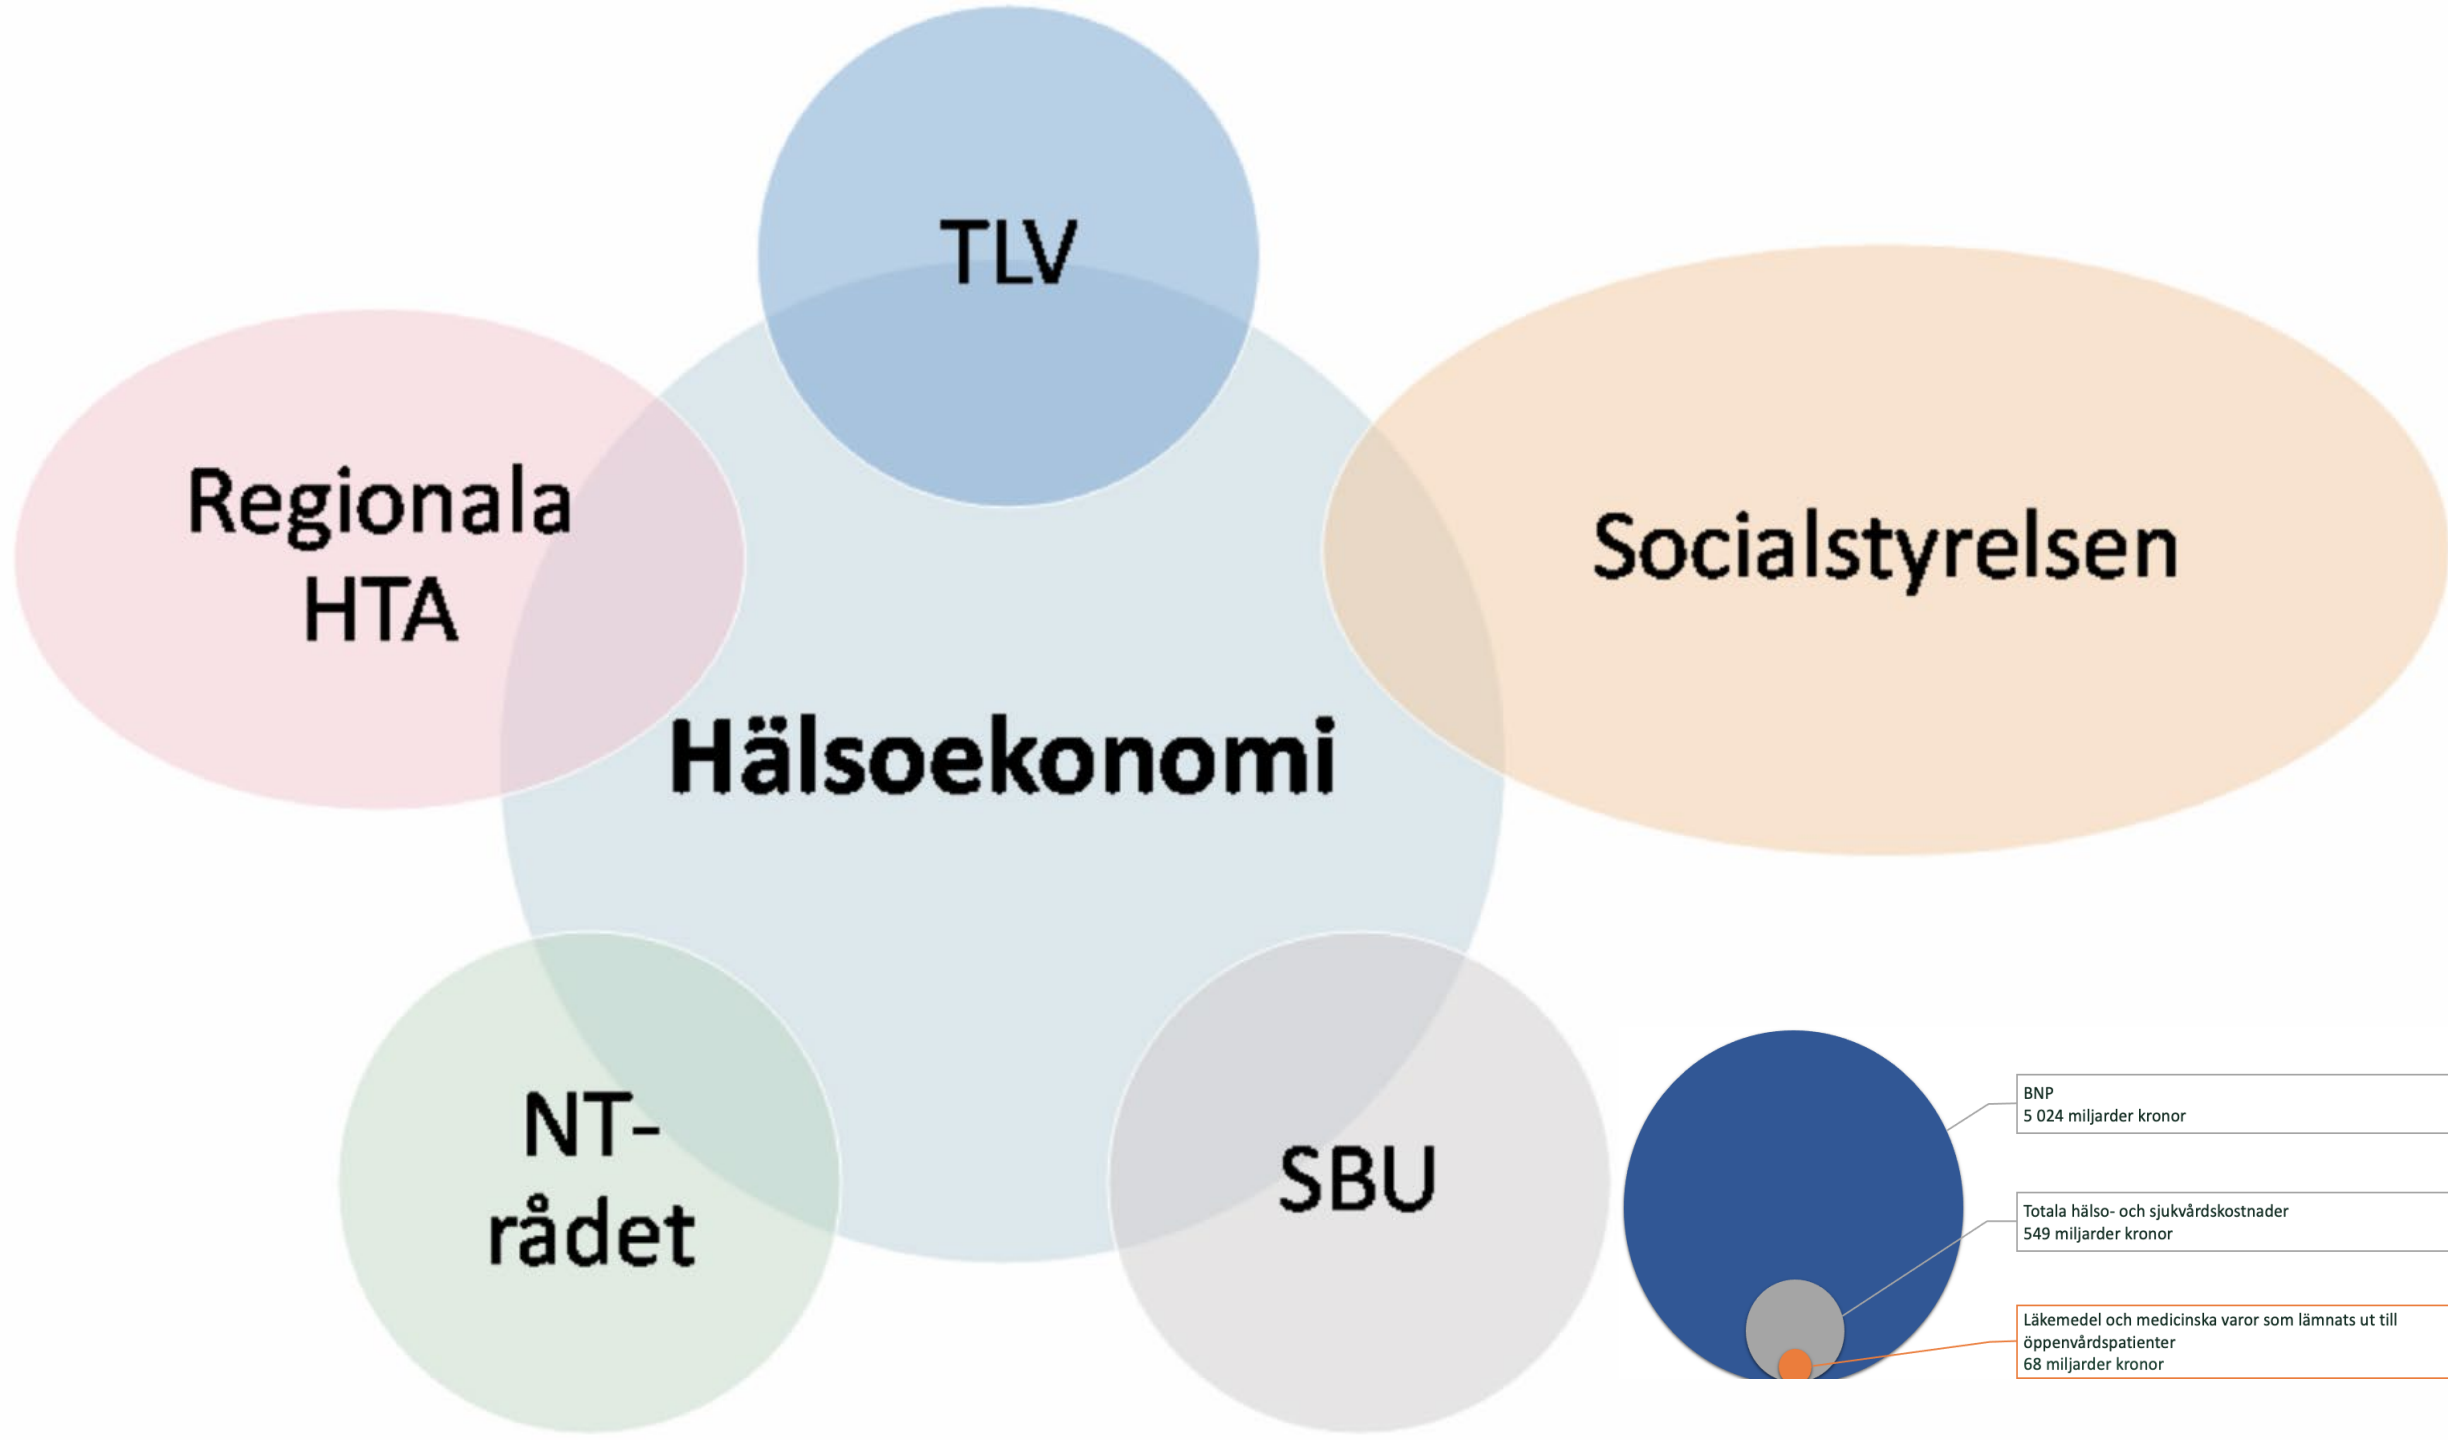 TLV
Regionala
HTA
Socialstyrelsen
Hälsoekonomi
NT-
rådet
SBU
BNP
5 024 miljarder kronor
Totala hälso- och sjukvårdskostnader
549 miljarder kronor
Läkemedel och medicinska varor som lämnats ut till
öppenvårdspatienter
68 miljarder kronor